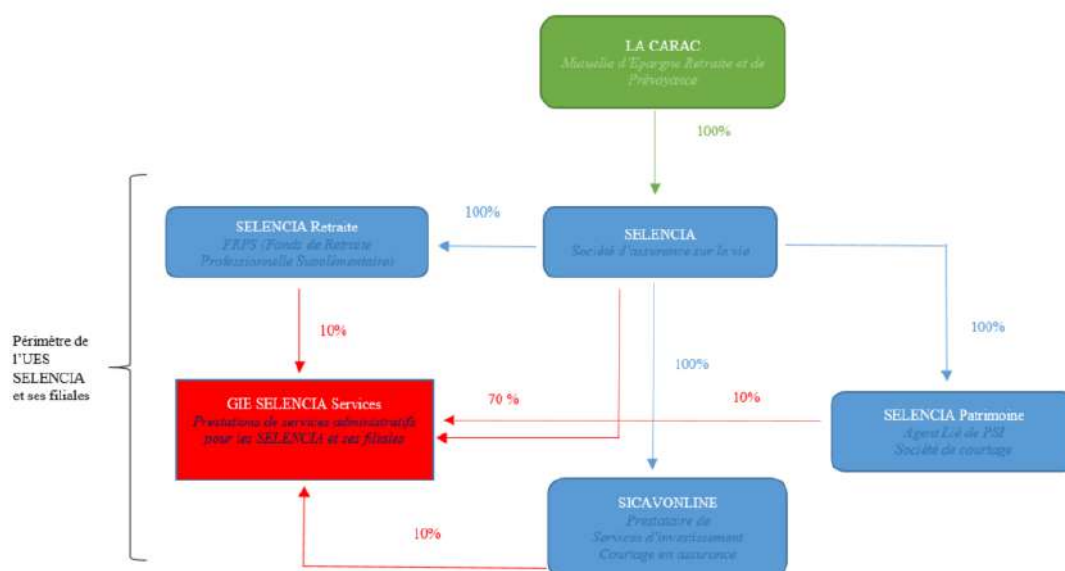 LA CARAC
Mutuelle d'Epargne Retraite et de
Prévoyance
100%
SELENCIA Retraite
FRPS (Fonds de Retraite
Professionnelle Supplémentaire)
100%
SELENCIA
Société d'assurance sur la vie
10%
100%
100%
Périmètre de
l'UES
SELENCIA
et ses filiales
GIE SELENCIA Services
Prestations de services administratifs
pour les SELENCIA et ses filiales
70 %
10%
SELENCIA Patrimoine
Agent Lié de PSI
Société de courtage
SICAVONLINE
Prestataire de
Services d'investissement
Courtage en assurance
10%